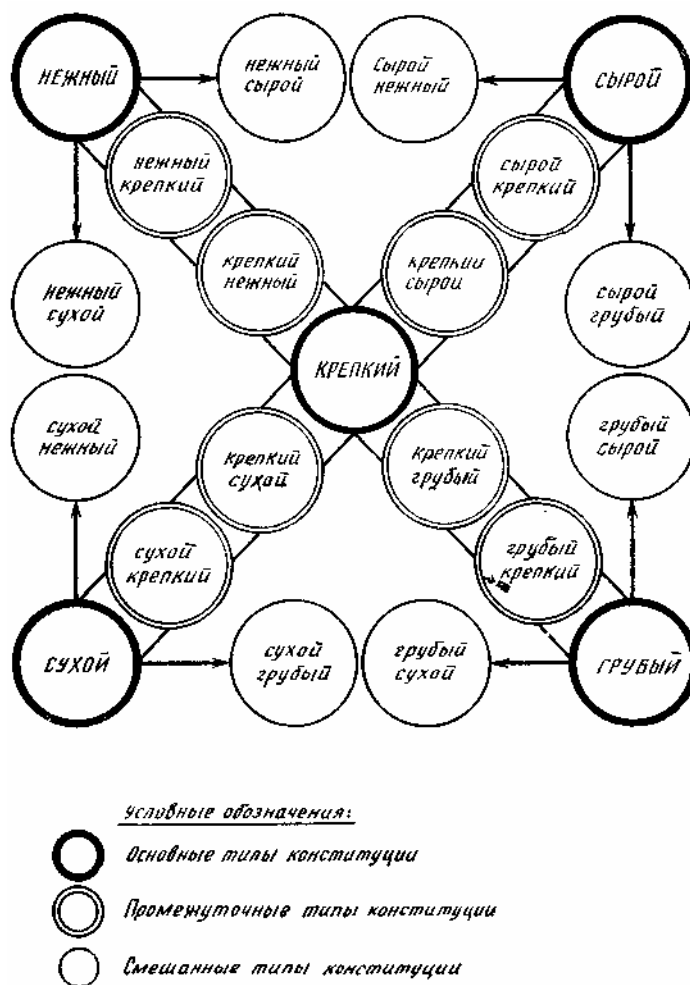 НЕЖНЫЙ
нежный
сырой
Сырой
нежный
СЫРОЙ
нежный
крепкий
сырой
крепкий
крепкий
нежный
крепкии
сырои
нежный
сухой
сырой
грубый
КРЕПКИЙ
сухой
нежный
грубый
сырой
крепкий
сухой
крепкий
грубый
сухой
крепкий
грубый
крепкий
СУХОЙ
сухой
грубый
грубый
сухой
ГРУБЫЙ
Условные обозначения:
Основные типы конституции
Промежуточные типы конституции
Смешанные типы конституции